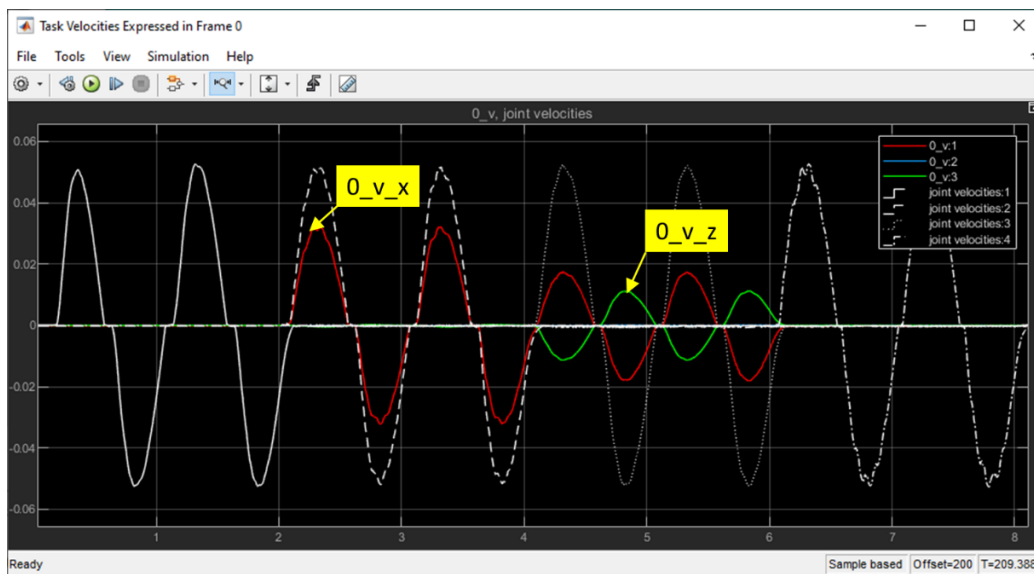 Task Velocities Expressed in Frame 0
File Tools View Simulation Help
0_v, joint velocities
0.06
0.04
0.02
0
-0.02
-0.04
-0.06
0_v_x
0_v_z
0_v:1
0_v:2
0_v:3
joint velocities:1
joint velocities:2
joint velocities:3
joint velocities:4
1 2 3 4 5 6 7 8
Ready Sample based Offset=200 T=209.388